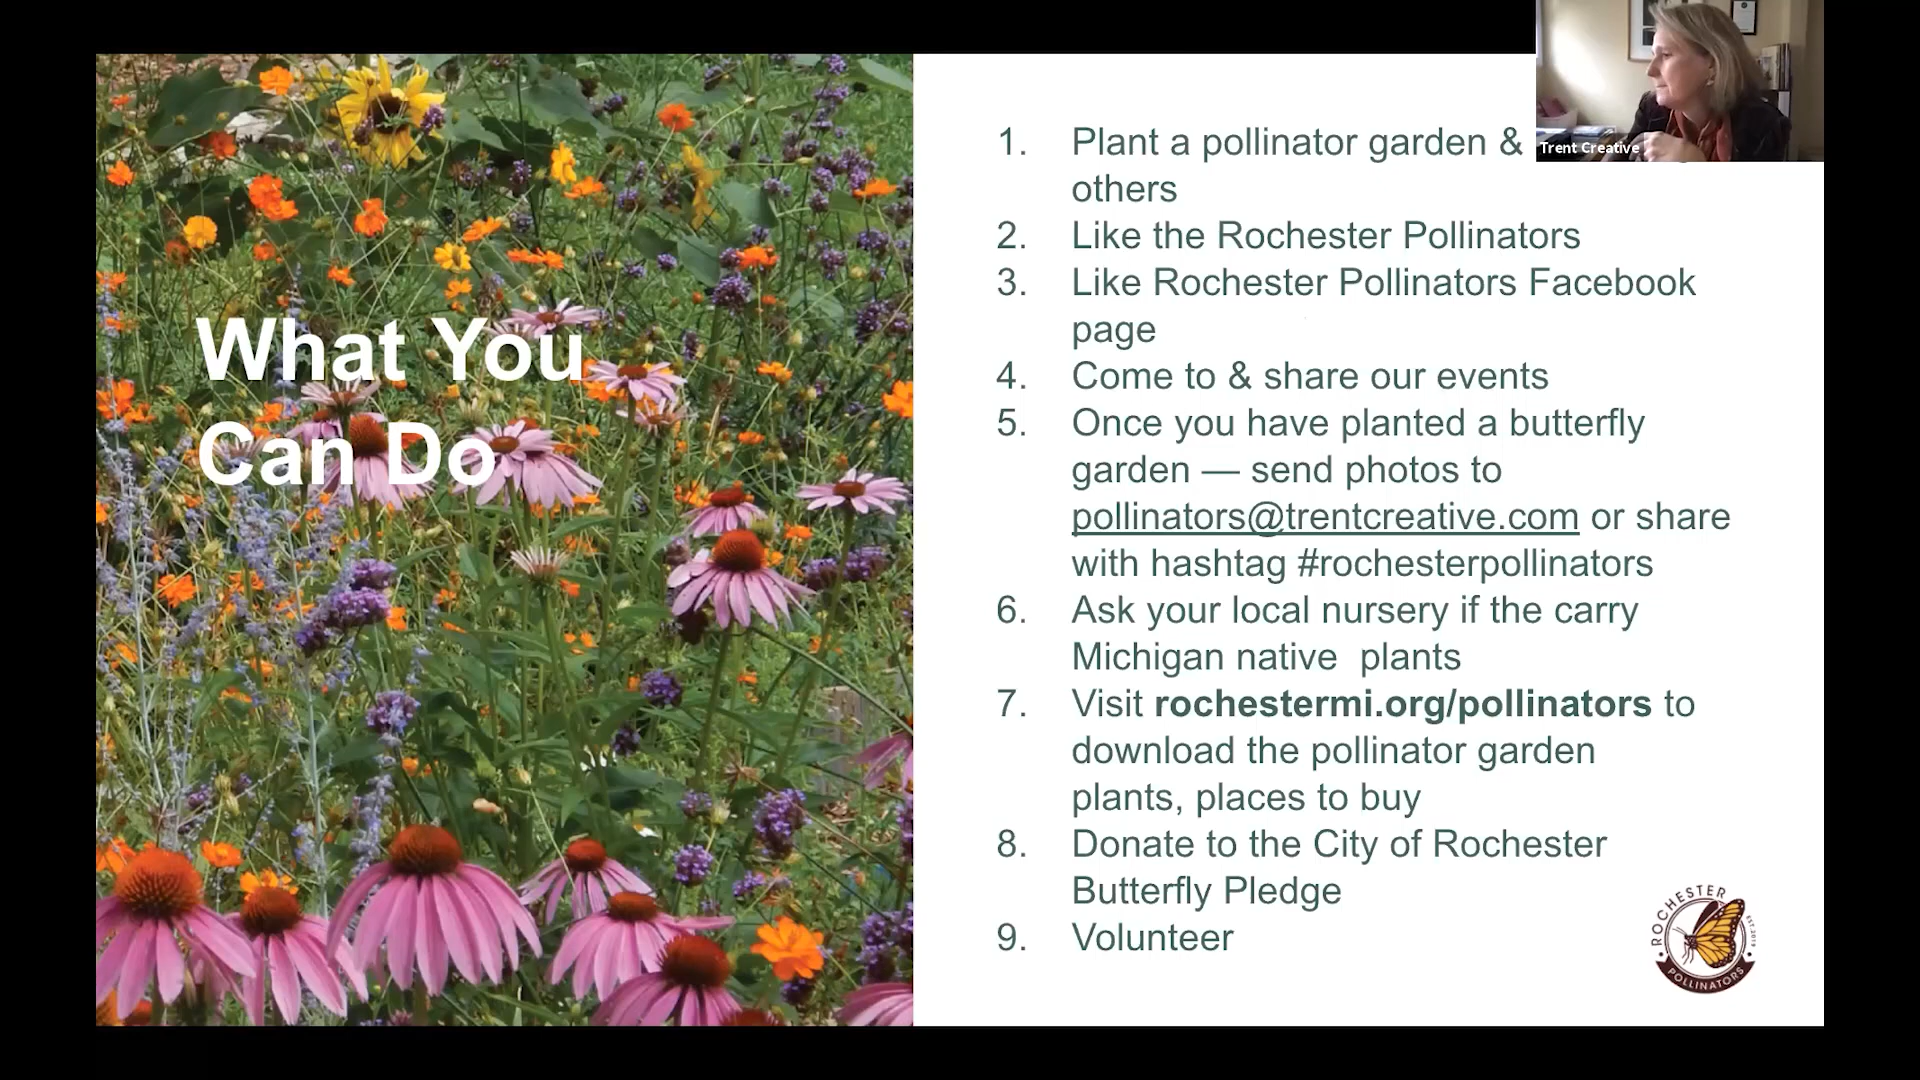 Trent Creative
What You
Can Do
1. Plant a pollinator garden &
others
2. Like the Rochester Pollinators
3. Like Rochester Pollinators Facebook
page
4. Come to & share our events
5. Once you have planted a butterfly
garden — send photos to
pollinators@trentcreative.com or share
with hashtag #rochesterpollinators
6. Ask your local nursery if the carry
Michigan native  plants
7. Visit rochestermi.org/pollinators to
download the pollinator garden
plants, places to buy
8. Donate to the City of Rochester
Butterfly Pledge
9. Volunteer
ROCHESTER
EST. 2019
POLLINATORS